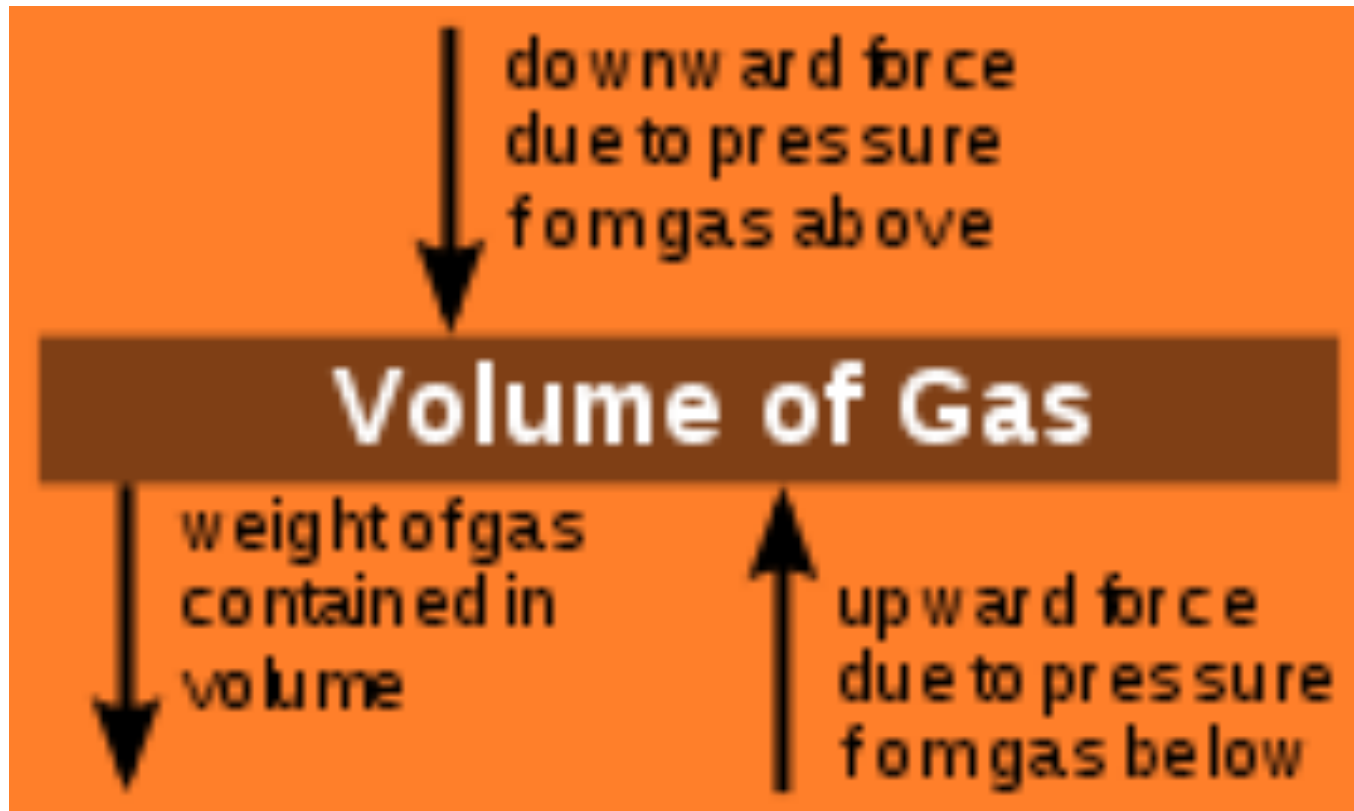 downward force
due to pressure
fom gas above
Volume of Gas
weight of gas
contained in
volume
upward force
due to pressure
fom gas below